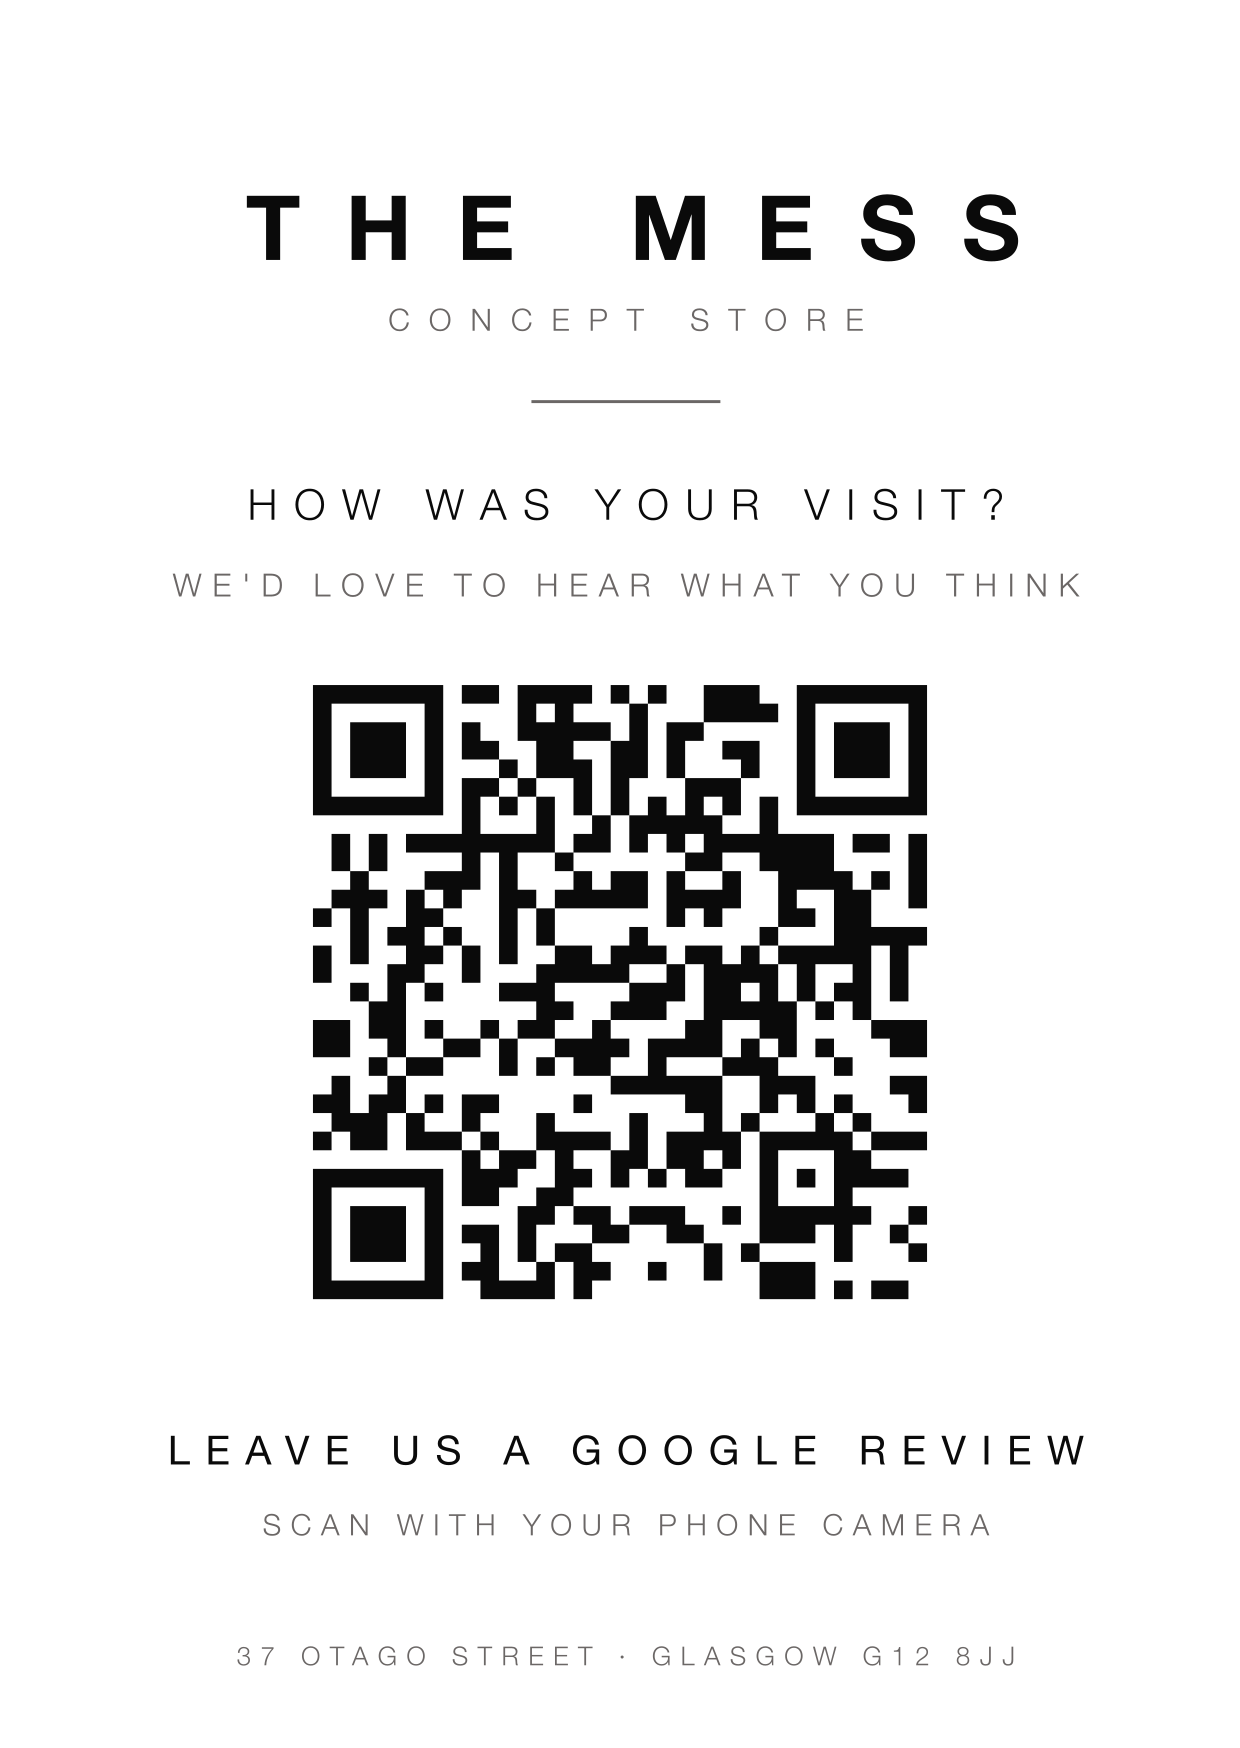 THE MESS
CONCEPT STORE
HOW WAS YOUR VISIT?
WE'D LOVE TO HEAR WHAT YOU THINK
LEAVE US A GOOGLE REVIEW
SCAN WITH YOUR PHONE CAMERA
37 OTAGO STREET · GLASGOW G12 8JJ